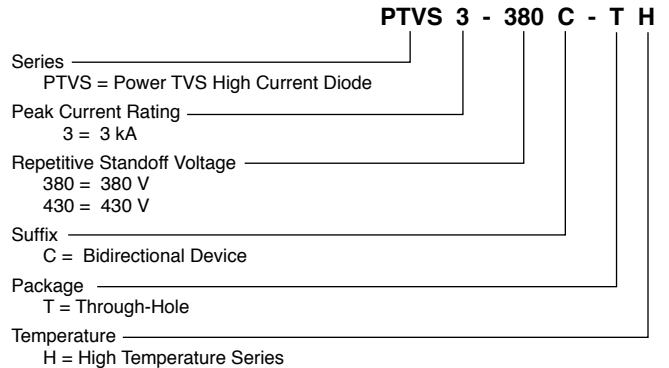 PTVS 3 - 380 C - T H
Series
PTVS = Power TVS High Current Diode
Peak Current Rating
3 = 3 kA
Repetitive Standoff Voltage
380 = 380 V
430 = 430 V
Suffix
C = Bidirectional Device
Package
T = Through-Hole
Temperature
H = High Temperature Series